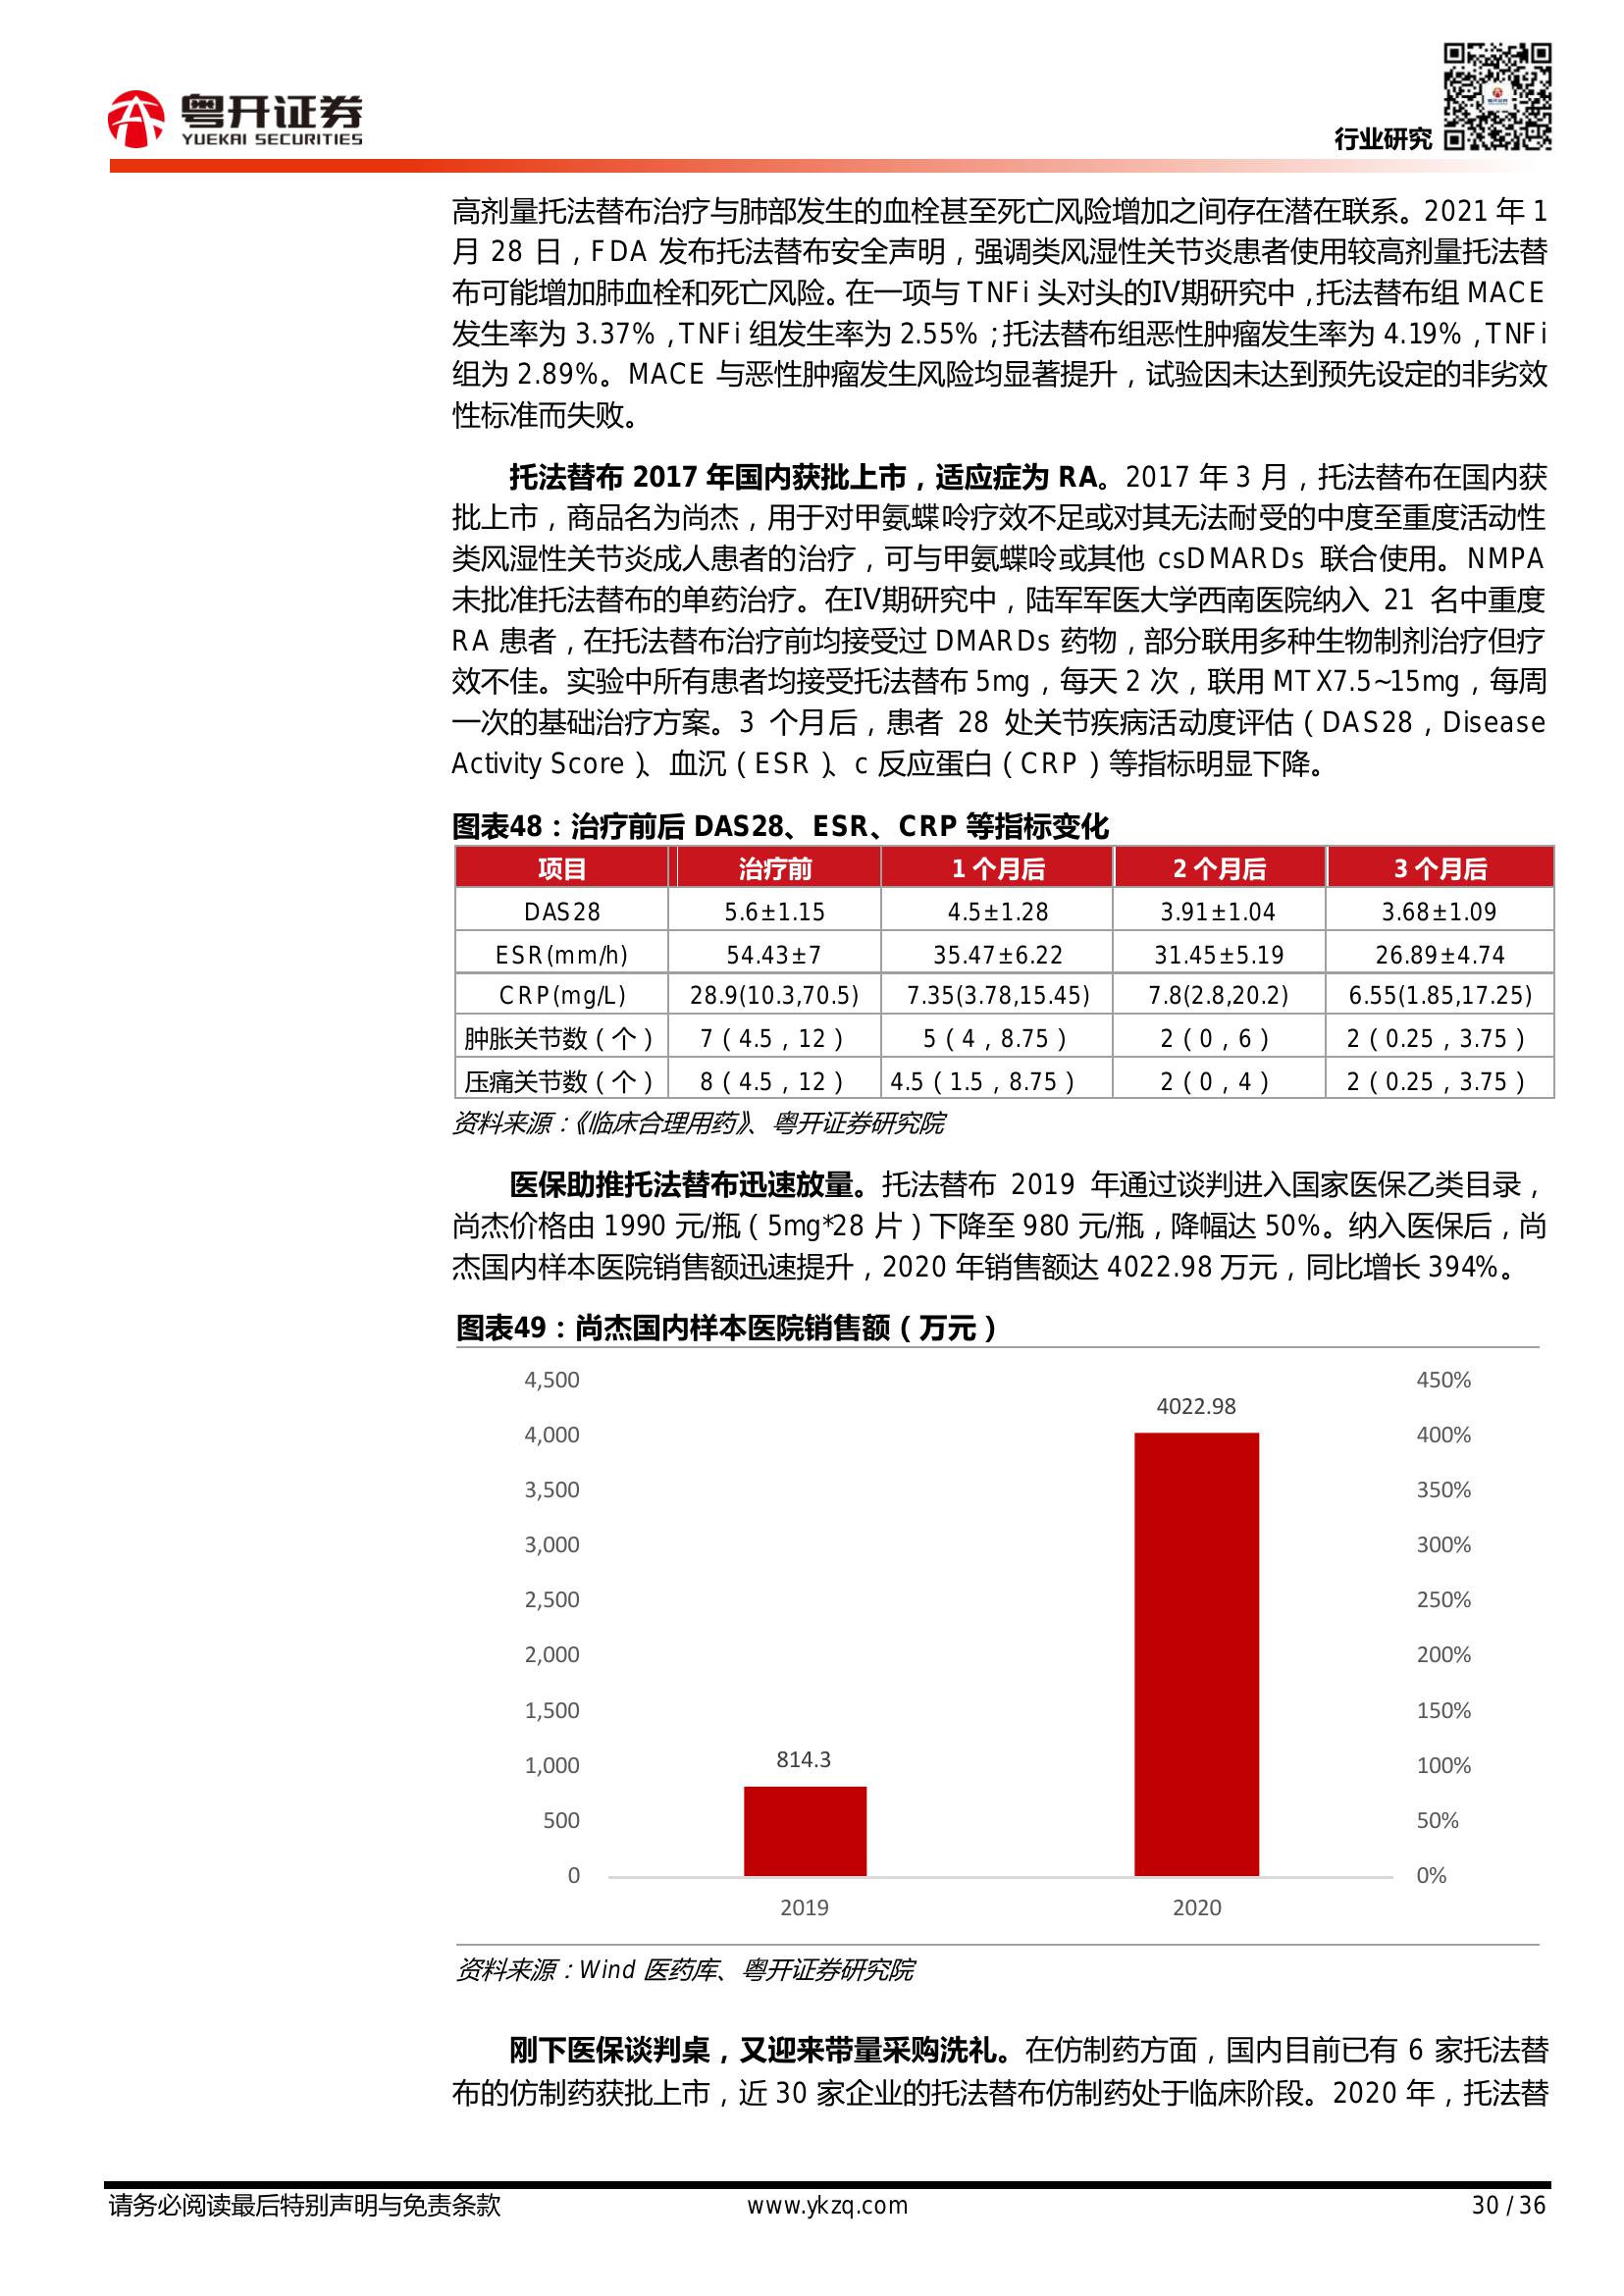 粤开证券
YUEKAI SECURITIES
行业研究
高剂量托法替布治疗与肺部发生的血栓甚至死亡风险增加之间存在潜在联系。2021 年 1
月 28 日，FDA 发布托法替布安全声明，强调类风湿性关节炎患者使用较高剂量托法替
布可能增加肺血栓和死亡风险。在一项与 TNFi 头对头的Ⅳ期研究中，托法替布组 MACE
发生率为 3.37%，TNFi 组发生率为 2.55%；托法替布组恶性肿瘤发生率为 4.19%，TNFi
组为 2.89%。MACE 与恶性肿瘤发生风险均显著提升，试验因未达到预先设定的非劣效
性标准而失败。
托法替布 2017 年国内获批上市，适应症为 RA。2017 年 3 月，托法替布在国内获
批上市，商品名为尚杰，用于对甲氨蝶呤疗效不足或对其无法耐受的中度至重度活动性
类风湿性关节炎成人患者的治疗，可与甲氨蝶呤或其他 csDMARDs 联合使用。NMPA
未批准托法替布的单药治疗。在Ⅳ期研究中，陆军军医大学西南医院纳入 21 名中重度
RA 患者，在托法替布治疗前均接受过 DMARDs 药物，部分联用多种生物制剂治疗但疗
效不佳。实验中所有患者均接受托法替布 5mg，每天 2 次，联用 MTX7.5~15mg，每周
一次的基础治疗方案。3 个月后，患者 28 处关节疾病活动度评估（DAS28，Disease
Activity Score）、血沉（ESR）、c 反应蛋白（CRP）等指标明显下降。
图表48：治疗前后 DAS28、ESR、CRP 等指标变化
项目 治疗前 1 个月后 2 个月后 3 个月后
DAS28 5.6±1.15 4.5±1.28 3.91±1.04 3.68±1.09
ESR(mm/h) 54.43±7 35.47±6.22 31.45±5.19 26.89±4.74
CRP(mg/L) 28.9(10.3,70.5) 7.35(3.78,15.45) 7.8(2.8,20.2) 6.55(1.85,17.25)
肿胀关节数（个） 7（4.5，12） 5（4，8.75） 2（0，6） 2（0.25，3.75）
压痛关节数（个） 8（4.5，12） 4.5（1.5，8.75） 2（0，4） 2（0.25，3.75）
资料来源：《临床合理用药》、粤开证券研究院
医保助推托法替布迅速放量。托法替布 2019 年通过谈判进入国家医保乙类目录，
尚杰价格由 1990 元/瓶（5mg*28 片）下降至 980 元/瓶，降幅达 50%。纳入医保后，尚
杰国内样本医院销售额迅速提升，2020 年销售额达 4022.98 万元，同比增长 394%。
图表49：尚杰国内样本医院销售额（万元）
4,500 450%
4022.98
4,000 400%
3,500 350%
3,000 300%
2,500 250%
2,000 200%
1,500 150%
814.3
1,000 100%
500 50%
0 0%
2019 2020
资料来源：Wind 医药库、粤开证券研究院
刚下医保谈判桌，又迎来带量采购洗礼。在仿制药方面，国内目前已有 6 家托法替
布的仿制药获批上市，近 30 家企业的托法替布仿制药处于临床阶段。2020 年，托法替
请务必阅读最后特别声明与免责条款 www.ykzq.com 30 / 36